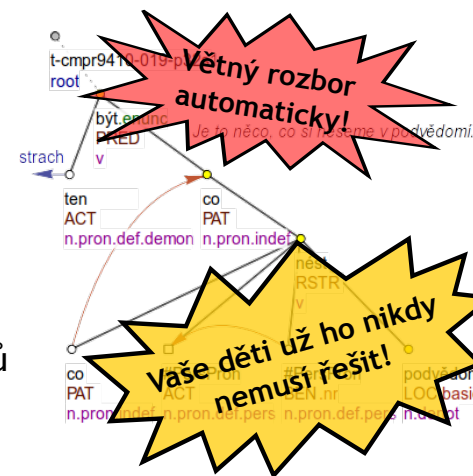 t-cmpr9410-019-p3
root
Větný rozbor
automaticky!
být.enunc
PRED
v
Je to něco, co si neseme v podvědomí.
strach
ten
ACT
n.pron.def.demon
co
PAT
n.pron.indef
RSTR
v
Vaše děti už ho nikdy
nemusí řešit!
ů
co
PAT
n.pron.indef
ACT
n.pron.def.pers
BEN.nr
n.pron.def.pers
LOC.basic